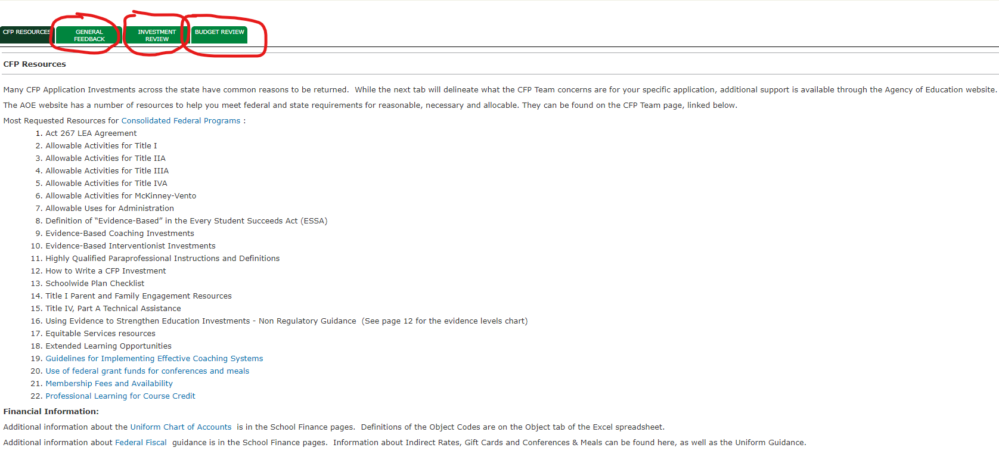 CFP RESOURCES
GENERAL
FEEDBACK
INVESTMENT
REVIEW
BUDGET REVIEW
CFP Resources
Many CFP Application Investments across the state have common reasons to be returned.  While the next tab will delineate what the CFP Team concerns are for your specific application, additional support is available through the Agency of Education website.
The AOE website has a number of resources to help you meet federal and state requirements for reasonable, necessary and allocable. They can be found on the CFP Team page, linked below.
Most Requested Resources for Consolidated Federal Programs :
1. Act 267 LEA Agreement
2. Allowable Activities for Title I
3. Allowable Activities for Title IIA
4. Allowable Activities for Title IIIA
5. Allowable Activities for Title IVA
6. Allowable Activities for McKinney-Vento
7. Allowable Uses for Administration
8. Definition of “Evidence-Based” in the Every Student Succeeds Act (ESSA)
9. Evidence-Based Coaching Investments
10. Evidence-Based Interventionist Investments
11. Highly Qualified Paraprofessional Instructions and Definitions
12. How to Write a CFP Investment
13. Schoolwide Plan Checklist
14. Title I Parent and Family Engagement Resources
15. Title IV, Part A Technical Assistance
16. Using Evidence to Strengthen Education Investments - Non Regulatory Guidance  (See page 12 for the evidence levels chart)
17. Equitable Services resources
18. Extended Learning Opportunities
19. Guidelines for Implementing Effective Coaching Systems
20. Use of federal grant funds for conferences and meals
21. Membership Fees and Availability
22. Professional Learning for Course Credit
Financial Information:
Additional information about the Uniform Chart of Accounts  is in the School Finance pages.  Definitions of the Object Codes are on the Object tab of the Excel spreadsheet.
Additional information about Federal Fiscal  guidance is in the School Finance pages.  Information about Indirect Rates, Gift Cards and Conferences & Meals can be found here, as well as the Uniform Guidance.